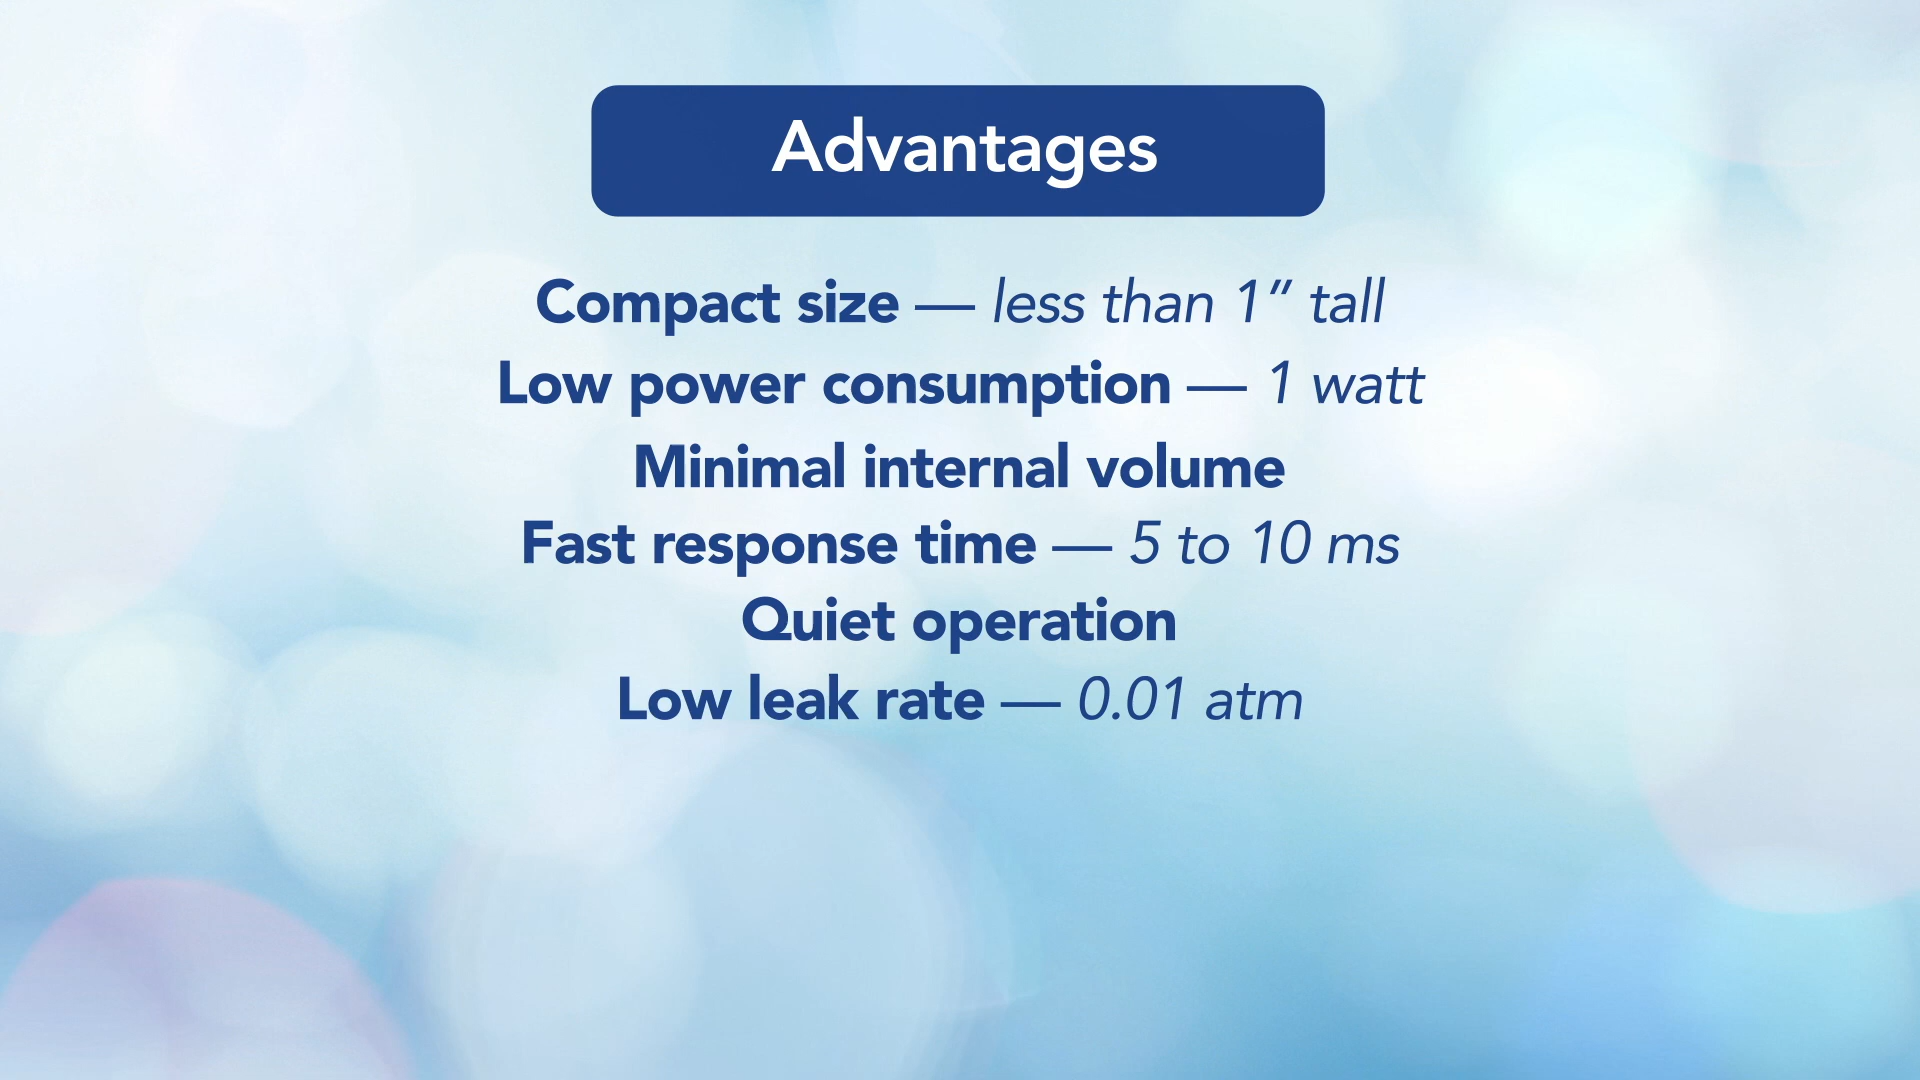 Advantages
Compact size — less than 1” tall
Low power consumption — 1 watt
Minimal internal volume
Fast response time — 5 to 10 ms
Quiet operation
Low leak rate — 0.01 atm